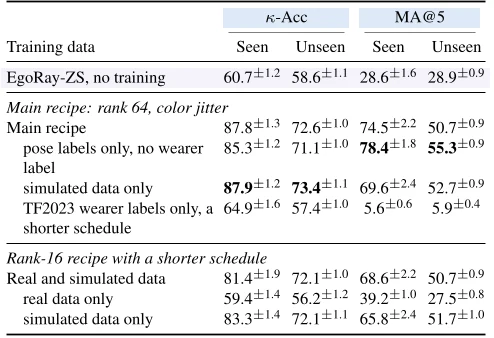 κ-Acc MA@5
Training data Seen Unseen Seen Unseen
EgoRay-ZS, no training 60.7±1.2 58.6±1.1 28.6±1.6 28.9±0.9
Main recipe: rank 64, color jitter
Main recipe 87.8±1.3 72.6±1.0 74.5±2.2 50.7±0.9
pose labels only, no wearer 85.3±1.2 71.1±1.0 78.4±1.8 55.3±0.9
label
simulated data only 87.9±1.2 73.4±1.1 69.6±2.4 52.7±0.9
TF2023 wearer labels only, a 64.9±1.6 57.4±1.0 5.6±0.6 5.9±0.4
shorter schedule
Rank-16 recipe with a shorter schedule
Real and simulated data 81.4±1.9 72.1±1.0 68.6±2.2 50.7±0.9
real data only 59.4±1.4 56.2±1.2 39.2±1.0 27.5±0.8
simulated data only 83.3±1.4 72.1±1.1 65.8±2.4 51.7±1.0